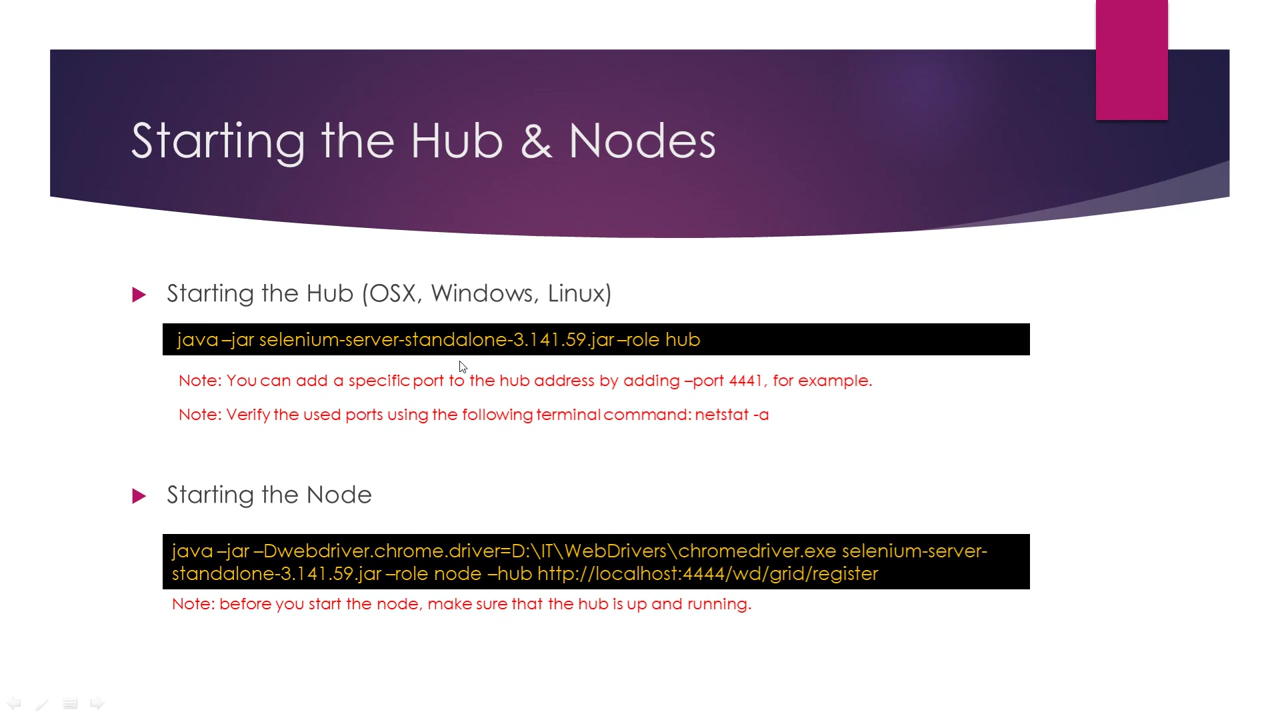 Starting the Hub & Nodes
Starting the Hub (OSX, Windows, Linux)
java –jar selenium-server-standalone-3.141.59.jar –role hub
Note: You can add a specific port to the hub address by adding –port 4441, for example.
Note: Verify the used ports using the following terminal command: netstat -a
Starting the Node
java –jar –Dwebdriver.chrome.driver=D:\IT\WebDrivers\chromedriver.exe selenium-server-
standalone-3.141.59.jar –role node –hub http://localhost:4444/wd/grid/register
Note: before you start the node, make sure that the hub is up and running.